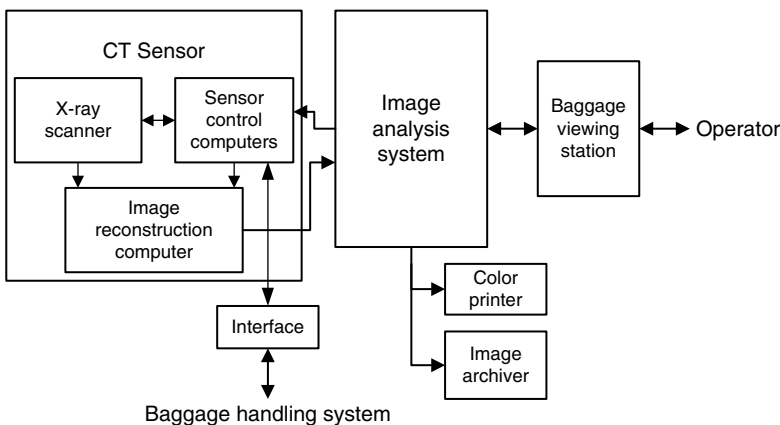 CT Sensor
X-ray
scanner
Sensor
control
computers
Image
reconstruction
computer
Image
analysis
system
Baggage
viewing
station
Operator
Color
printer
Image
archiver
Interface
Baggage handling system